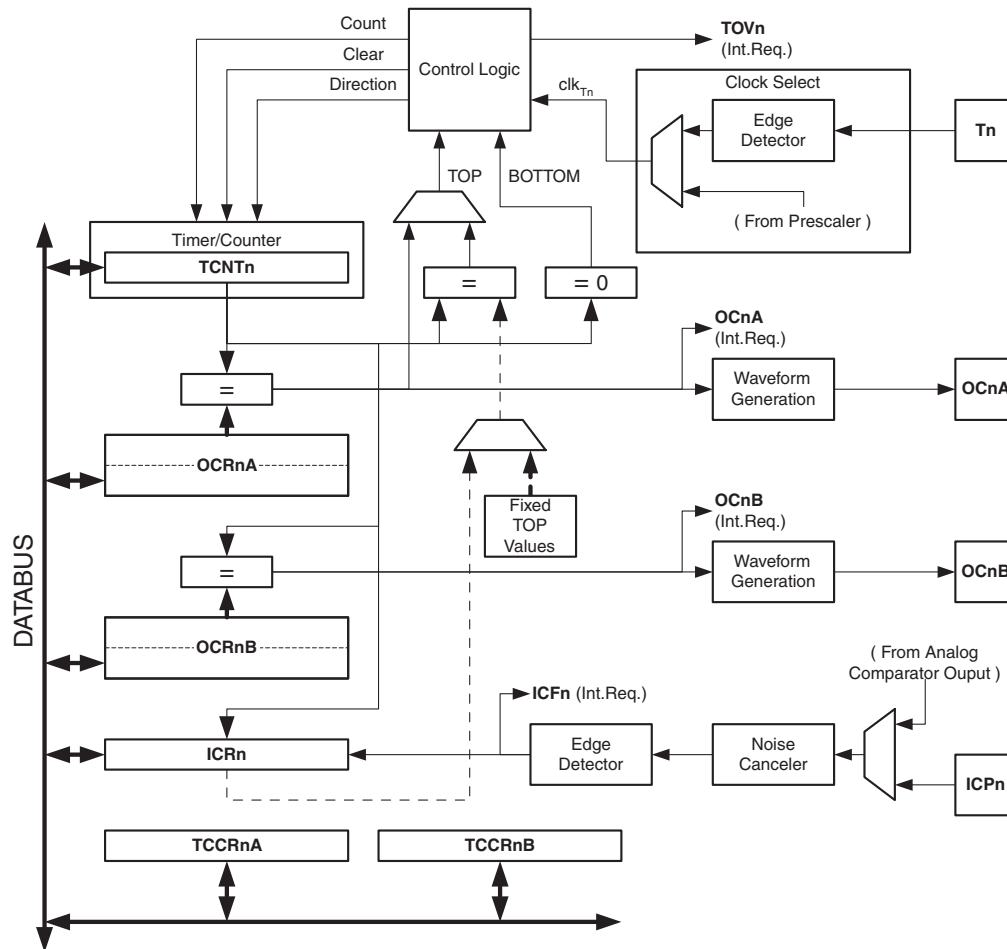 Count
TOVn
(Int.Req.)
Clear
Control Logic
Clock Select
Direction
clkTn
Edge
Detector
Tn
TOP
BOTTOM
( From Prescaler )
Timer/Counter
TCNTn
=
= 0
OCnA
(Int.Req.)
=
Waveform
Generation
OCnA
OCRnA
Fixed
TOP
Values
OCnB
(Int.Req.)
=
Waveform
Generation
OCnB
DATABUS
OCRnB
( From Analog
Comparator Ouput )
ICFn (Int.Req.)
ICRn
Edge
Detector
Noise
Canceler
ICPn
TCCRnA
TCCRnB